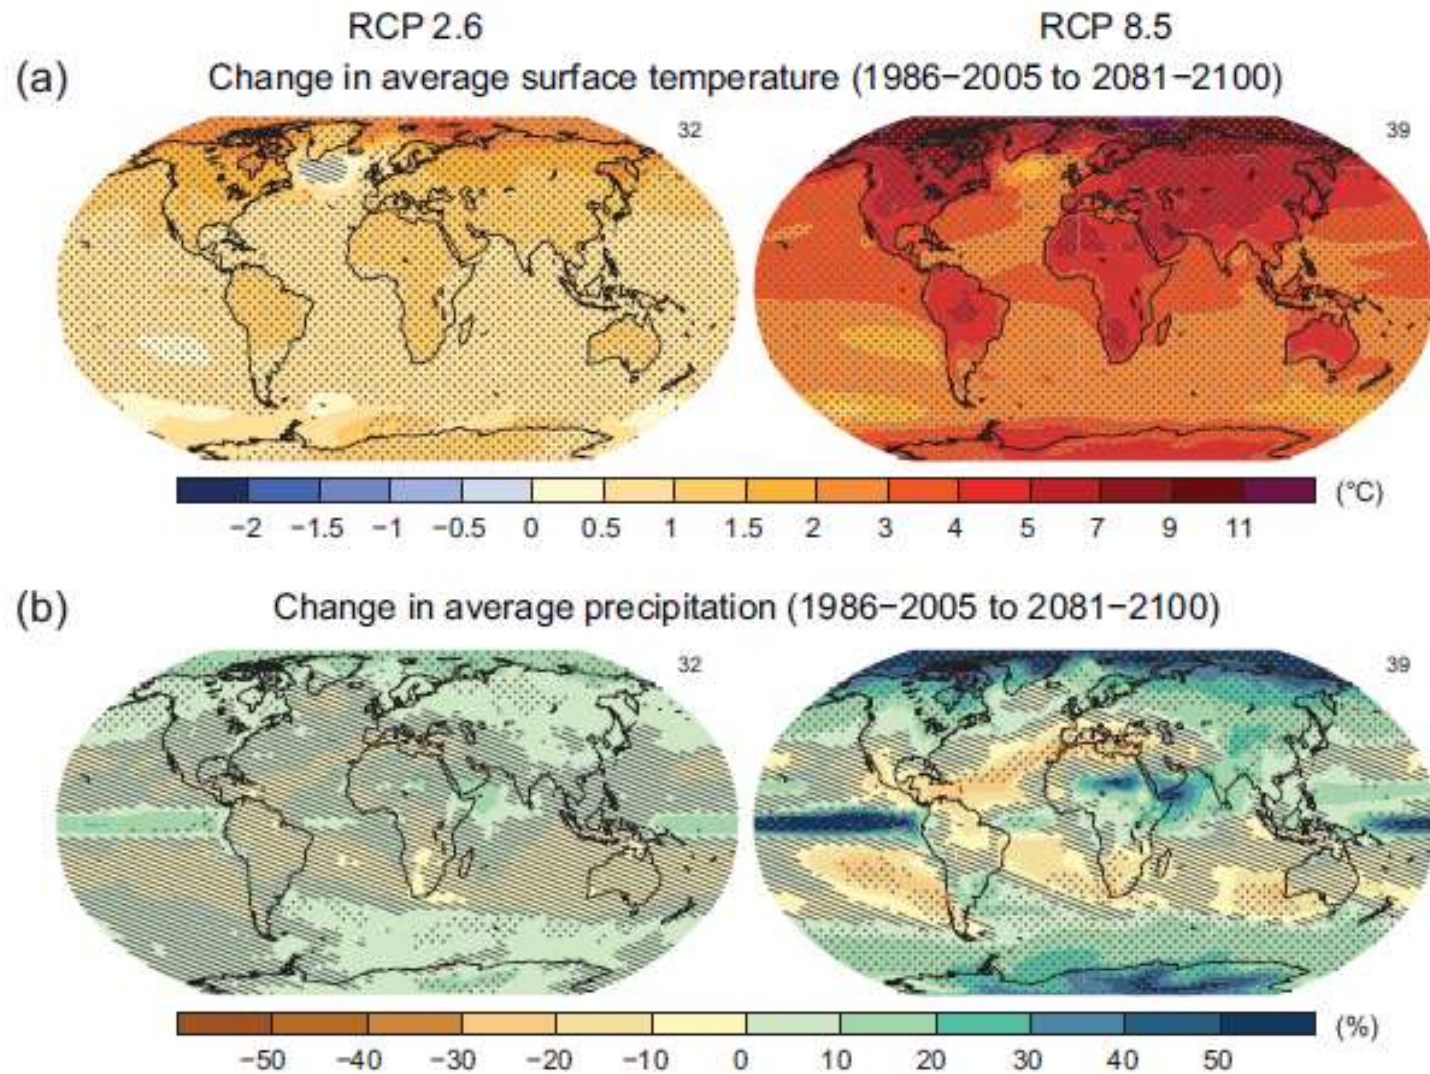 RCP 2.6 RCP 8.5
(a) Change in average surface temperature (1986−2005 to 2081−2100)
32 39
(°C)
−2 −1.5 −1 −0.5 0 0.5 1 1.5 2 3 4 5 7 9 11
(b) Change in average precipitation (1986−2005 to 2081−2100)
32 39
(%)
−50 −40 −30 −20 −10 0 10 20 30 40 50